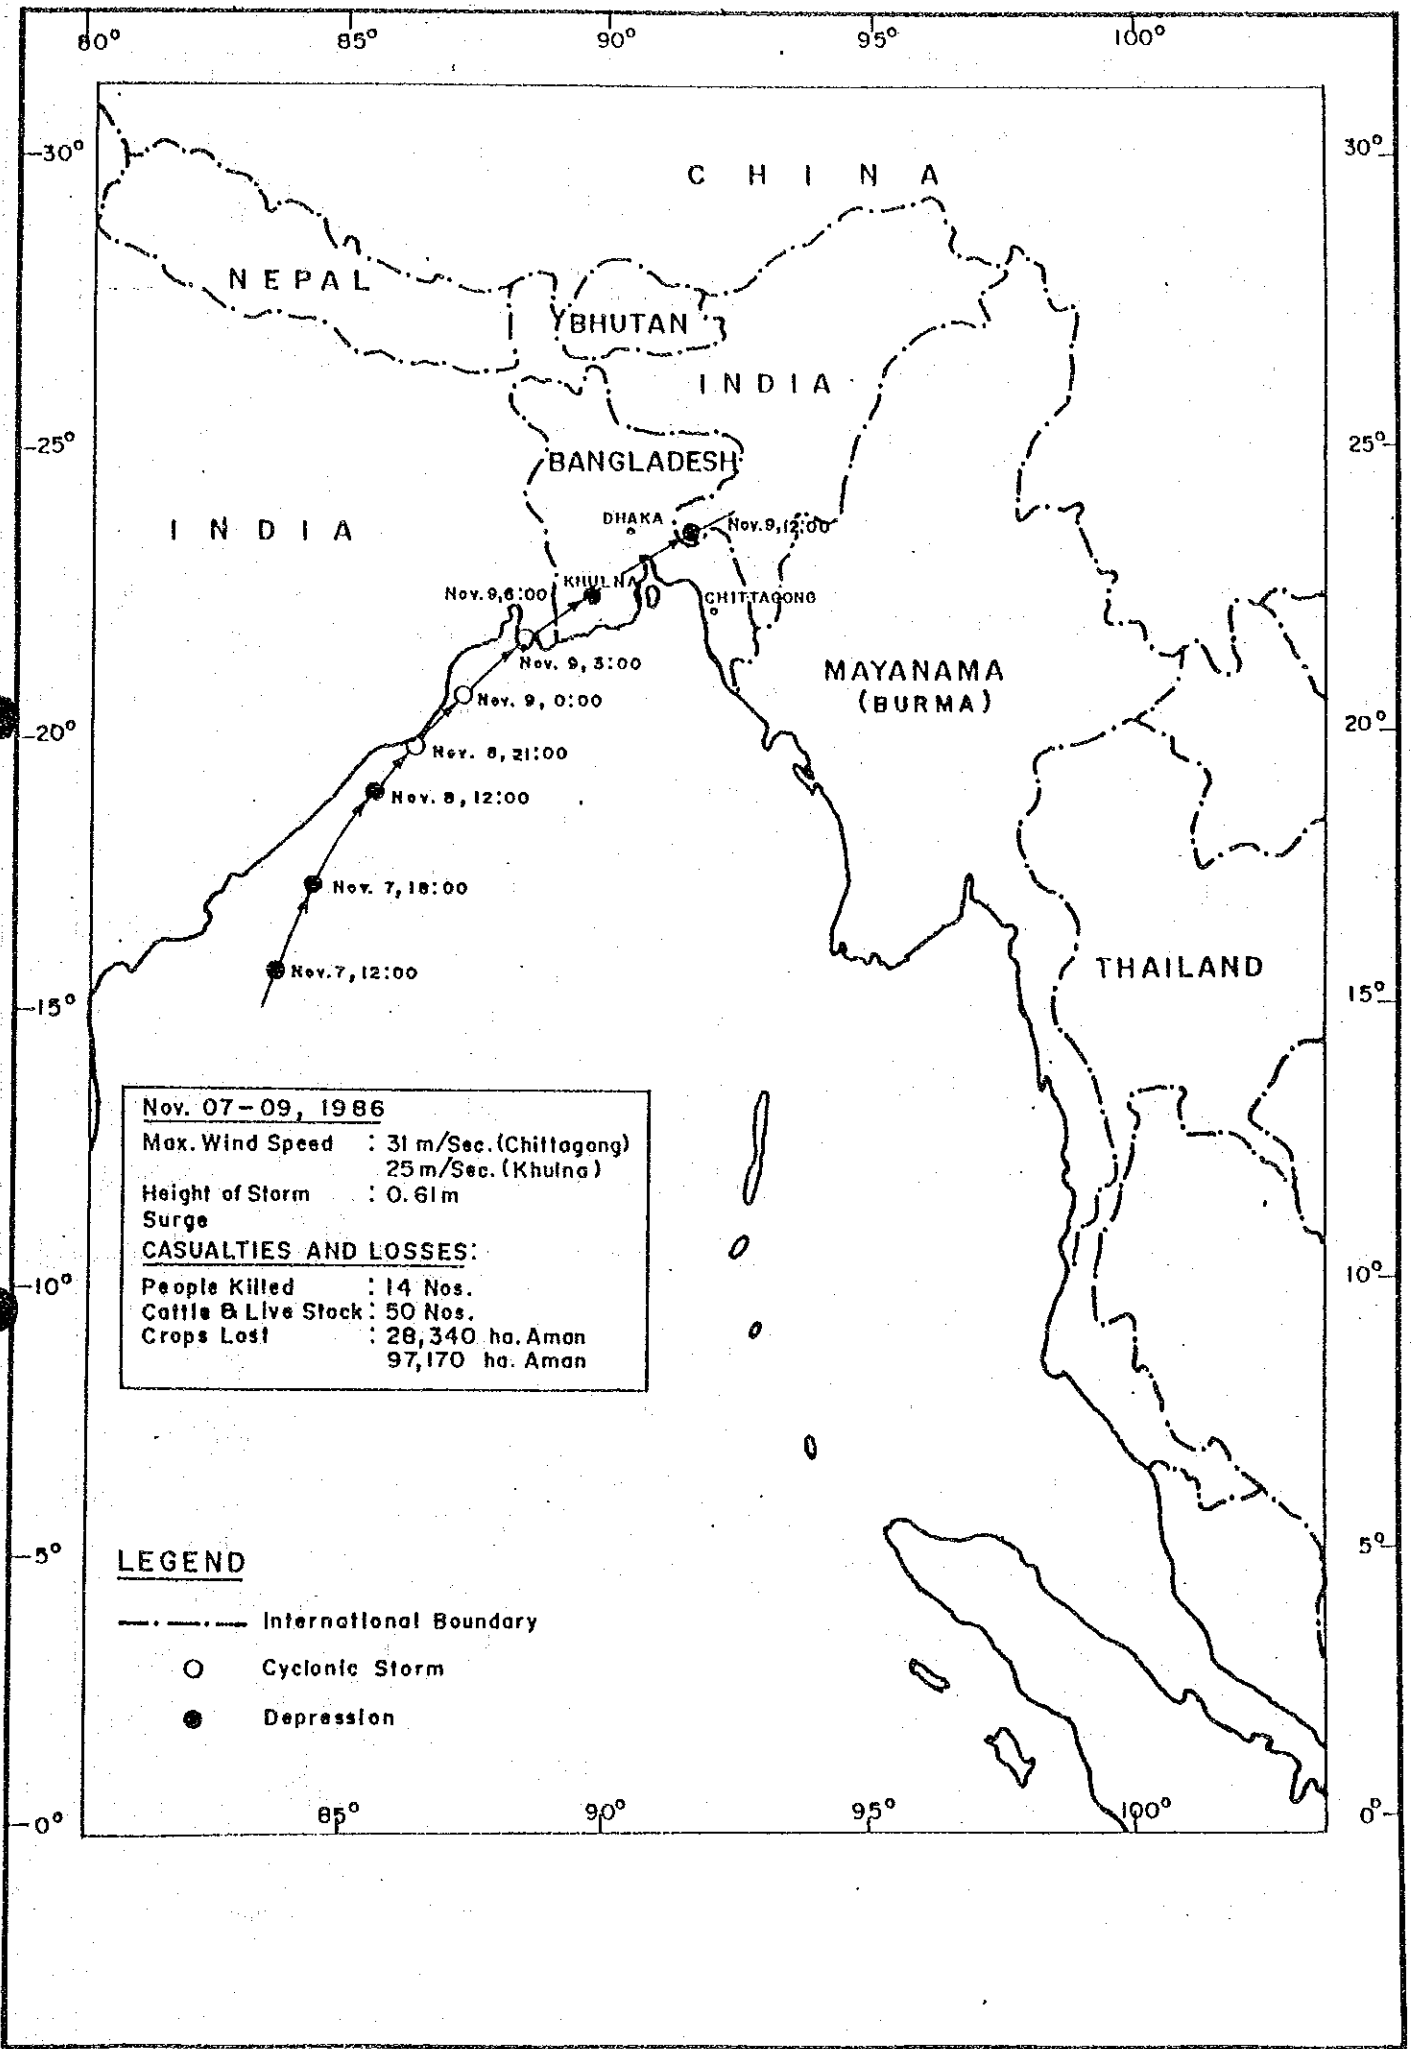 80° 85° 90° 95° 100°
30° 30°
C H I N A
N E P A L
BHUTAN
I N D I A
25° 25°
BANGLADESH
I N D I A
DHAKA
Nov.9,12:00
KHULNA
Nov.9,6:00
CHITTAGONG
Nov. 9, 3:00
MAYANAMA
(BURMA)
Nov. 9, 0:00
20° 20°
Nov. 8, 21:00
Nov. 8, 12:00
Nov. 7, 18:00
THAILAND
Nov.7, 12:00
15° 15°
Nov. 07-09, 1986
Max. Wind Speed : 31 m/Sec. (Chittagong)
25 m/Sec. (Khulna)
Height of Storm : 0.61m
Surge
CASUALTIES AND LOSSES:
10° 10°
People Killed : 14 Nos.
Cattle & Live Stock : 50 Nos.
Crops Lost : 28,340 ha. Aman
97,170 ha. Aman
5° 5°
LEGEND
International Boundary
Cyclonic Storm
Depression
0° 85° 90° 95° 100° 0°